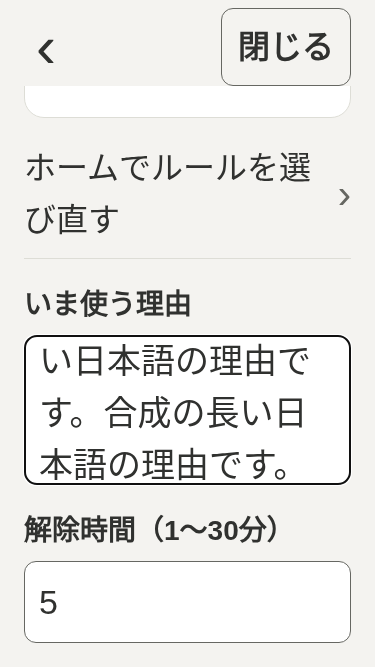 ‹
閉じる
ホームでルールを選
び直す
›
いま使う理由
い日本語の理由で
す。合成の長い日
本語の理由です。
解除時間（1〜30分）
5